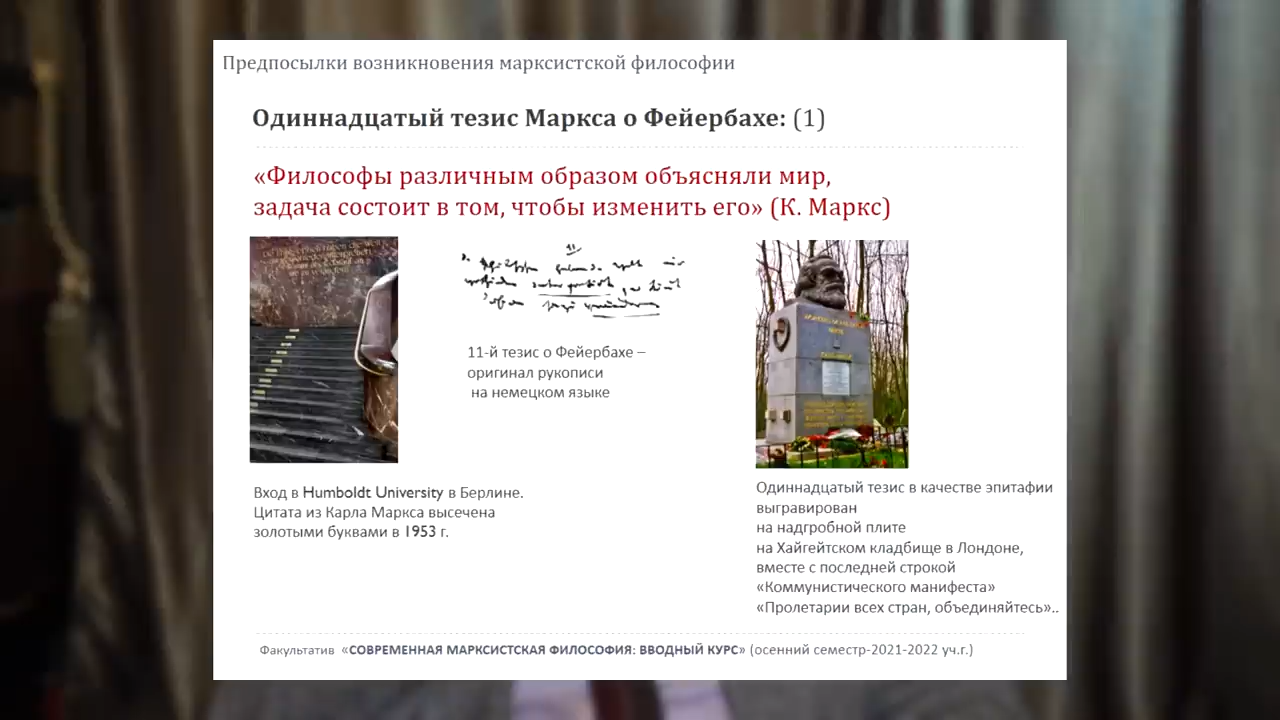 Предпосылки возникновения марксистской философии
Одиннадцатый тезис Маркса о Фейербахе: (1)
«Философы различным образом объясняли мир,
задача состоит в том, чтобы изменить его» (К. Маркс)
11-й тезис о Фейербахе –
оригинал рукописи
на немецком языке
Вход в Humboldt University в Берлине.
Цитата из Карла Маркса высечена
золотыми буквами в 1953 г.
Одиннадцатый тезис в качестве эпитафии
выгравирован
на надгробной плите
на Хайгейтском кладбище в Лондоне,
вместе с последней строкой
«Коммунистического манифеста»
«Пролетарии всех стран, объединяйтесь»..
Факультатив «СОВРЕМЕННАЯ МАРКСИСТСКАЯ ФИЛОСОФИЯ: ВВОДНЫЙ КУРС» (осенний семестр-2021-2022 уч.г.)